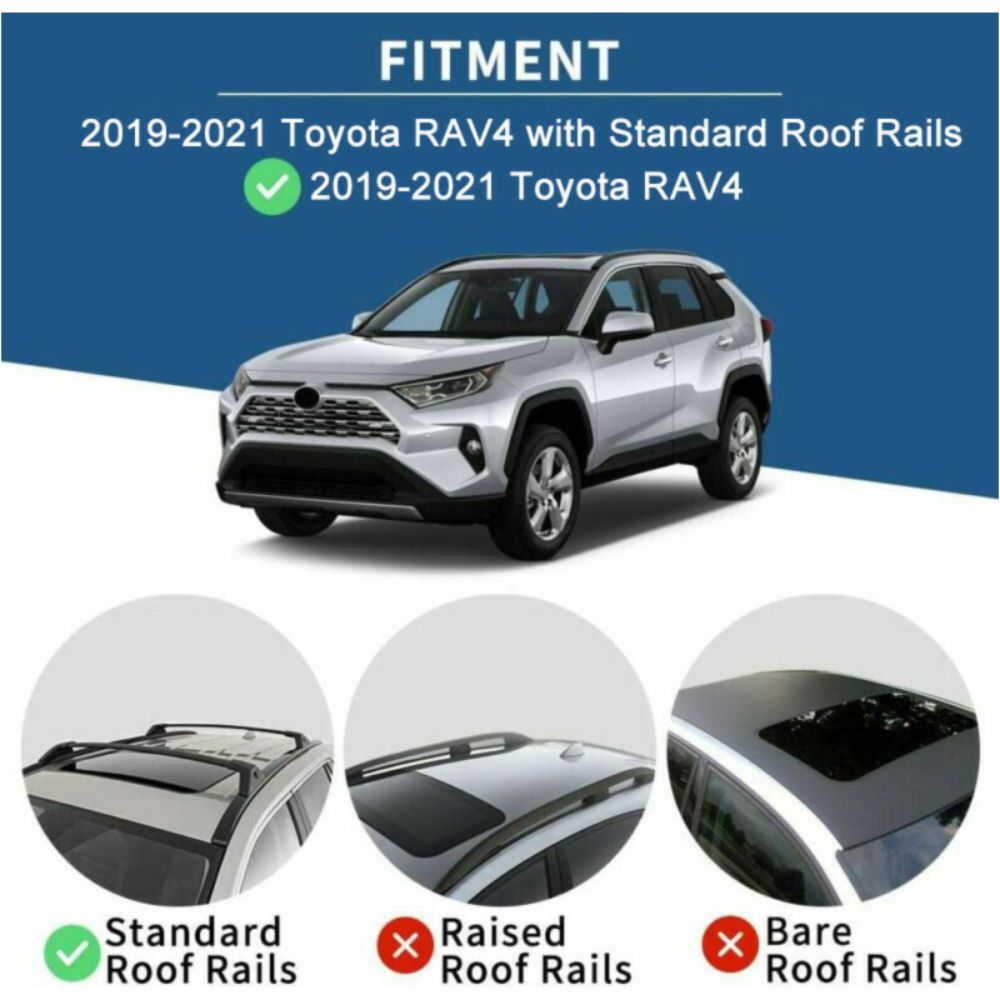 FITMENT
2019-2021 Toyota RAV4 with Standard Roof Rails
2019-2021 Toyota RAV4
Standard
Roof Rails
Raised
Roof Rails
Bare
Roof Rails